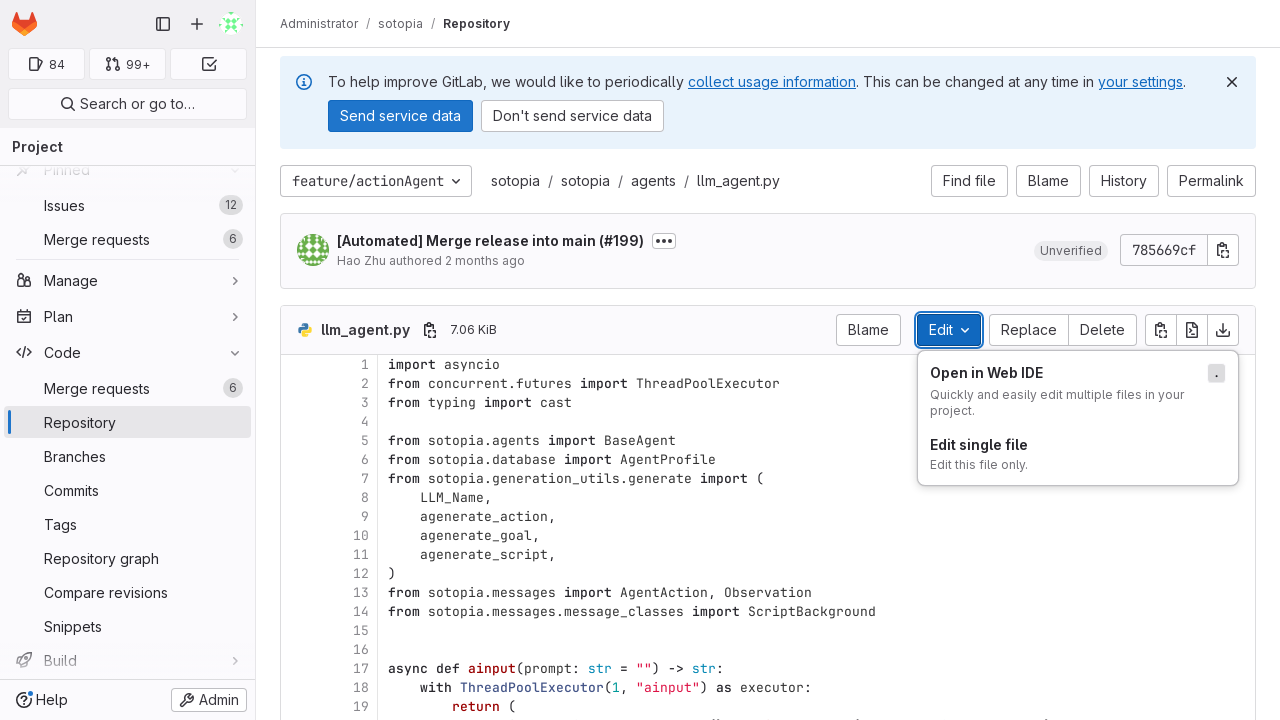 Administrator / sotopia / Repository
84
99+
Search or go to…
Project
Pinned
Issues 12
Merge requests 6
Manage
Plan
Code
Merge requests 6
Repository
Branches
Commits
Tags
Repository graph
Compare revisions
Snippets
Build
Help
Admin
To help improve GitLab, we would like to periodically collect usage information. This can be changed at any time in your settings.
Send service data
Don't send service data
feature/actionAgent
sotopia / sotopia / agents / llm_agent.py
Find file
Blame
History
Permalink
[Automated] Merge release into main (#199)
Hao Zhu authored 2 months ago
Unverified
785669cf
llm_agent.py
7.06 KiB
Blame
Edit
Replace
Delete
Open in Web IDE .
Quickly and easily edit multiple files in your
project.
Edit single file
Edit this file only.
1 import asyncio
2 from concurrent.futures import ThreadPoolExecutor
3 from typing import cast
4
5 from sotopia.agents import BaseAgent
6 from sotopia.database import AgentProfile
7 from sotopia.generation_utils.generate import (
8     LLM_Name,
9     agenerate_action,
10     agenerate_goal,
11     agenerate_script,
12 )
13 from sotopia.messages import AgentAction, Observation
14 from sotopia.messages.message_classes import ScriptBackground
15
16
17 async def ainput(prompt: str = "") -> str:
18     with ThreadPoolExecutor(1, "ainput") as executor:
19         return (